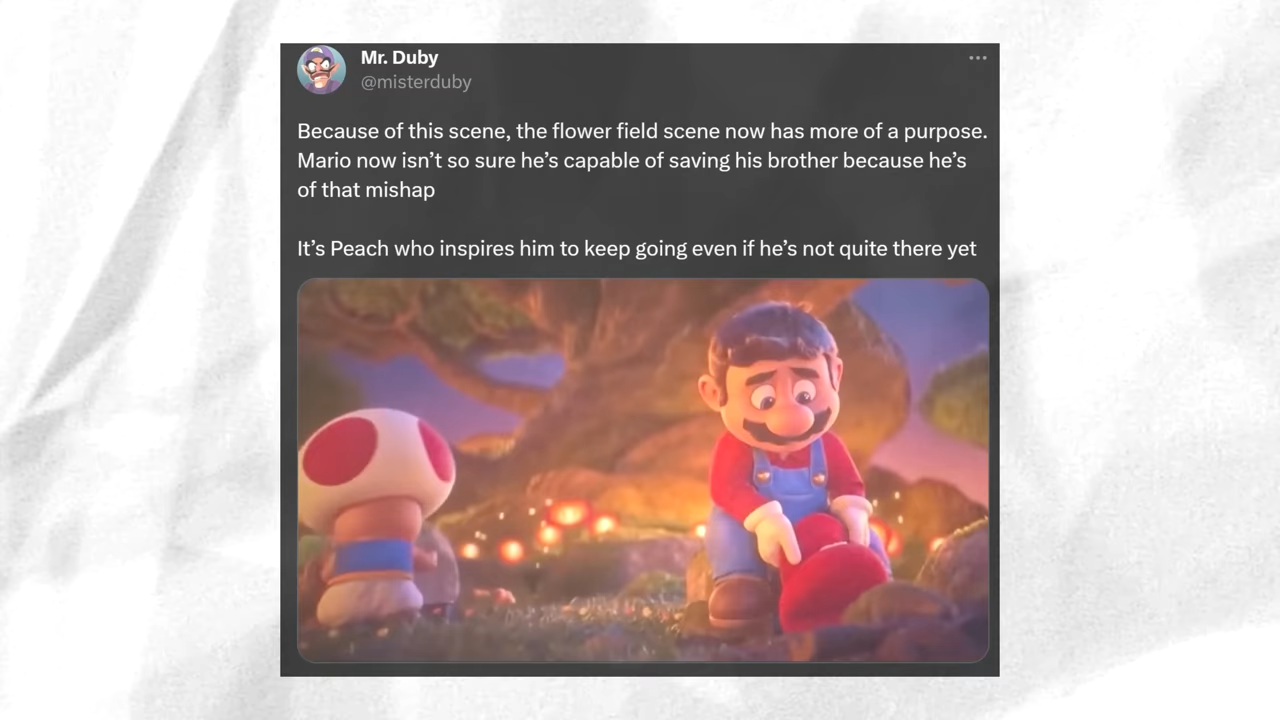 Mr. Duby
@misterduby
Because of this scene, the flower field scene now has more of a purpose.
Mario now isn’t so sure he’s capable of saving his brother because he’s
of that mishap
It’s Peach who inspires him to keep going even if he’s not quite there yet